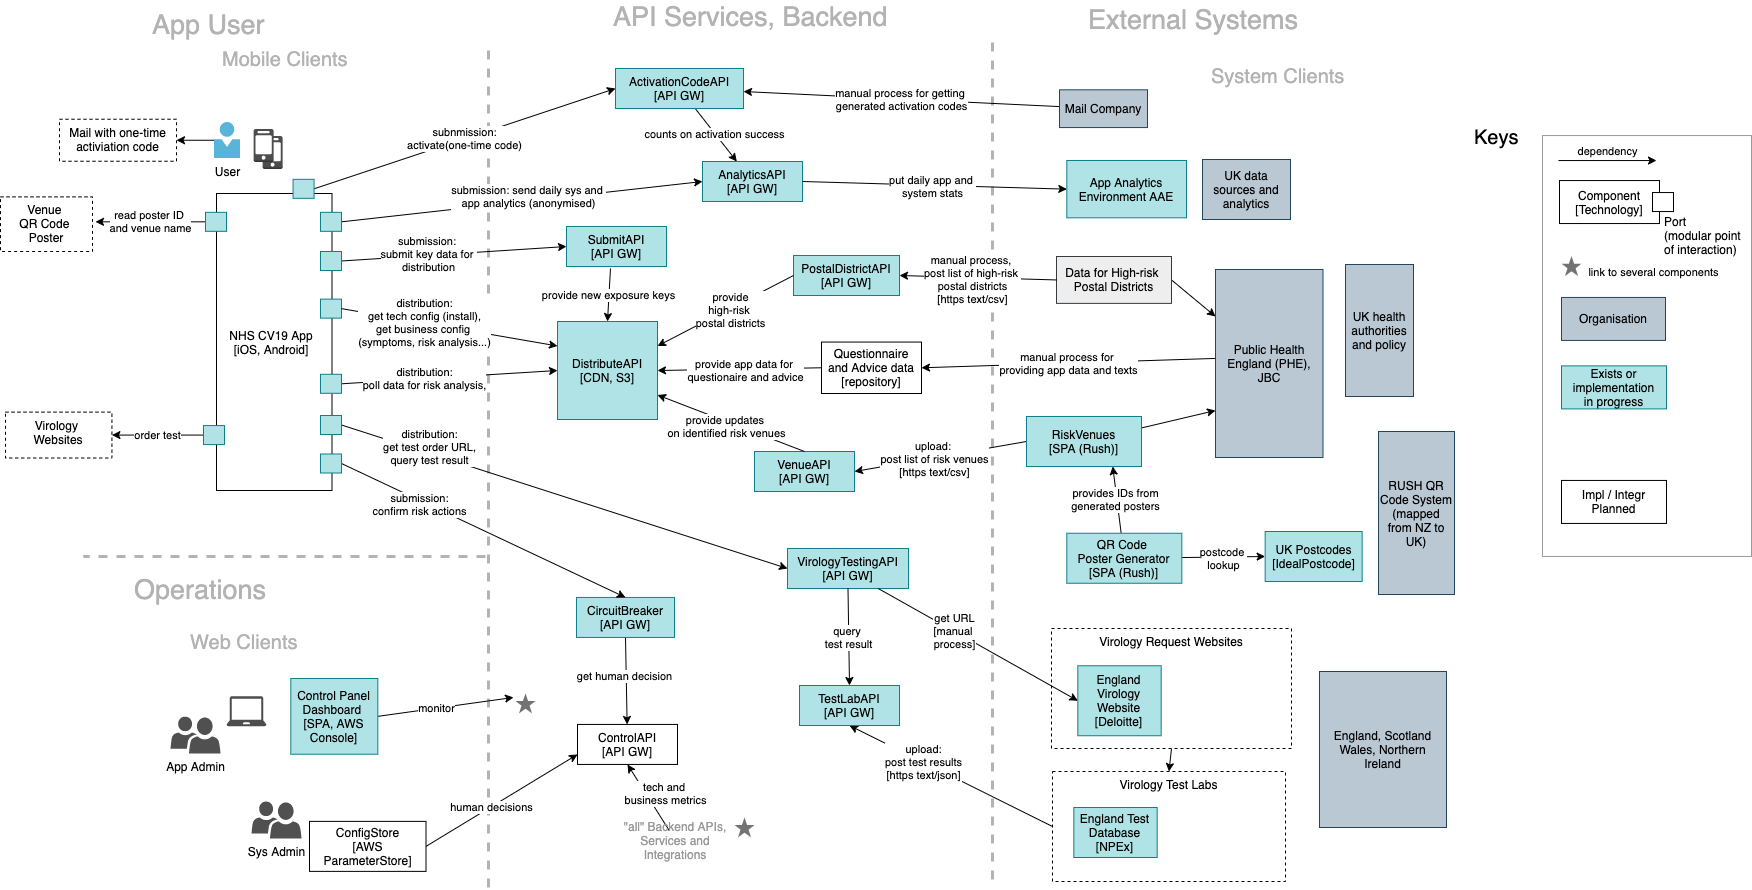 App User
API Services, Backend
External Systems
Mobile Clients
System Clients
Mail with one-time
activiation code
User
Venue
QR Code
Poster
read poster ID
and venue name
NHS CV19 App
[iOS, Android]
Virology
Websites
order test
subnmission:
activate(one-time code)
submission: send daily sys and
app analytics (anonymised)
submission:
submit key data for
distribution
distribution:
get tech config (install),
get business config
(symptoms, risk analysis...)
distribution:
poll data for risk analysis,
distribution:
get test order URL,
query test result
submission:
confirm risk actions
ActivationCodeAPI
[API GW]
counts on activation success
AnalyticsAPI
[API GW]
SubmitAPI
[API GW]
provide new exposure keys
DistributeAPI
[CDN, S3]
PostalDistrictAPI
[API GW]
provide
high-risk
postal districts
provide app data for
questionaire and advice
Questionnaire
and Advice data
[repository]
provide updates
on identified risk venues
VenueAPI
[API GW]
VirologyTestingAPI
[API GW]
CircuitBreaker
[API GW]
get human decision
ControlAPI
[API GW]
query
test result
TestLabAPI
[API GW]
tech and
business metrics
"all" Backend APIs,
Services and
Integrations
manual process for getting
generated activation codes
Mail Company
put daily app and
system stats
App Analytics
Environment AAE
UK data
sources and
analytics
manual process,
post list of high-risk
postal districts
[https text/csv]
Data for High-risk
Postal Districts
Public Health
England (PHE),
JBC
UK health
authorities
and policy
manual process for
providing app data and texts
upload:
post list of risk venues
[https text/csv]
RiskVenues
[SPA (Rush)]
provides IDs from
generated posters
QR Code
Poster Generator
[SPA (Rush)]
postcode
lookup
UK Postcodes
[IdealPostcode]
RUSH QR
Code System
(mapped
from NZ to
UK)
get URL
[manual
process]
Virology Request Websites
England
Virology
Website
[Deloitte]
Virology Test Labs
England Test
Database
[NPEx]
upload:
post test results
[https text/json]
England, Scotland
Wales, Northern
Ireland
Operations
Web Clients
App Admin
Control Panel
Dashboard
[SPA, AWS
Console]
monitor
Sys Admin
ConfigStore
[AWS
ParameterStore]
human decisions
Keys
dependency
Component
[Technology]
Port
(modular point
of interaction)
link to several components
Organisation
Exists or
implementation
in progress
Impl / Integr
Planned